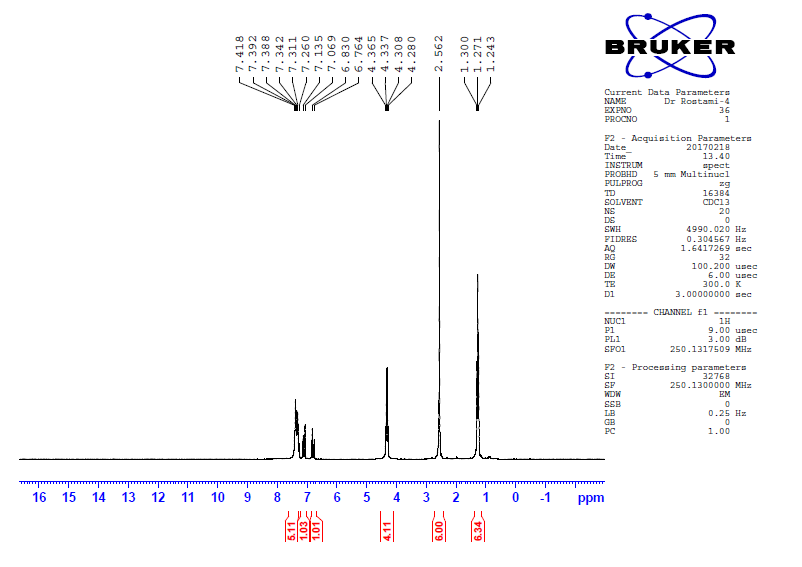 7.418
7.392
7.388
7.342
7.311
7.260
7.135
7.069
6.830
6.764
4.365
4.337
4.308
4.280
2.562
1.300
1.271
1.243
BRUKER
Current Data Parameters
NAME Dr Rostami-4
EXPNO 36
PROCNO 1
F2 - Acquisition Parameters
Date_ 20170218
Time 13.40
INSTRUM spect
PROBHD 5 mm Multinucl
PULPROG zg
TD 16384
SOLVENT CDCl3
NS 20
DS 0
SWH 4990.020 Hz
FIDRES 0.304567 Hz
AQ 1.6417269 sec
RG 32
DW 100.200 usec
DE 6.00 usec
TE 300.0 K
D1 3.00000000 sec
======== CHANNEL f1 ========
NUC1 1H
P1 9.00 usec
PL1 3.00 dB
SFO1 250.1317509 MHz
F2 - Processing parameters
SI 32768
SF 250.1300000 MHz
WDW EM
SSB 0
LB 0.25 Hz
GB 0
PC 1.00
16 15 14 13 12 11 10 9 8 7 6 5 4 3 2 1 0 -1 ppm
5.11
1.03
1.01
4.11
6.00
6.34